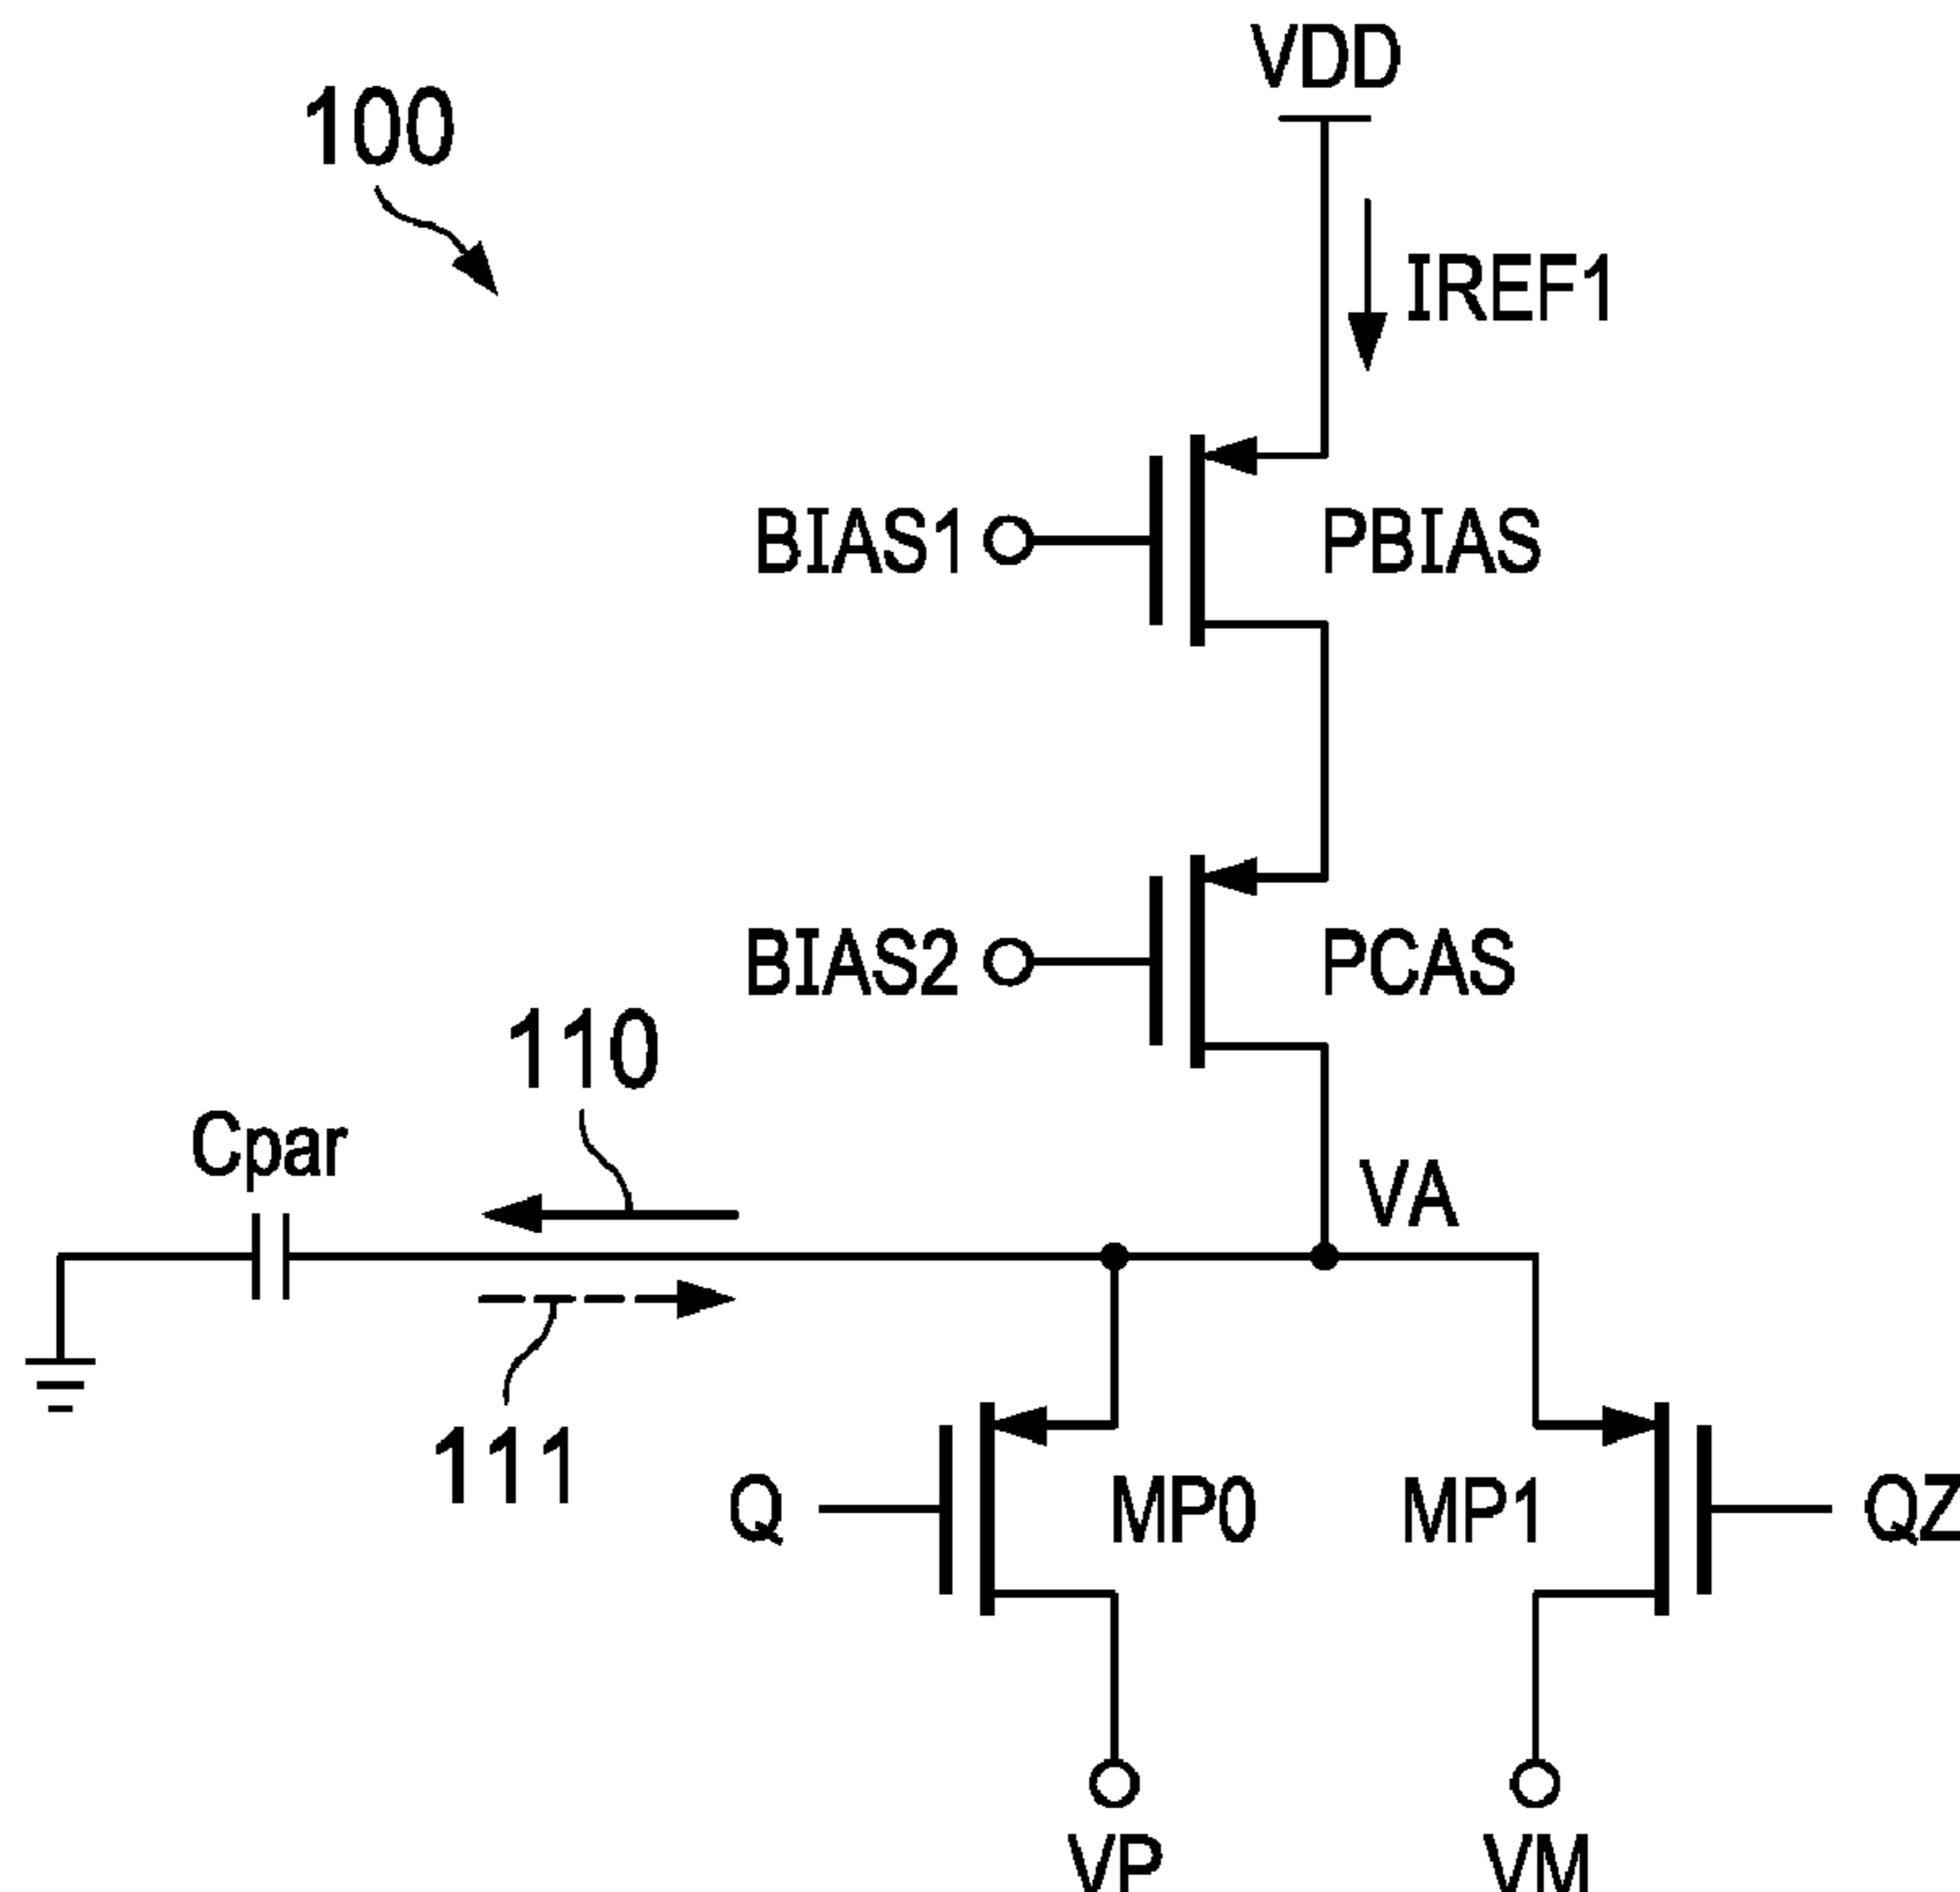 VDD
100
IREF1
BIAS1
PBIAS
BIAS2
PCAS
110
Cpar
VA
111
Q
MP0
MP1
QZ
VP
VM